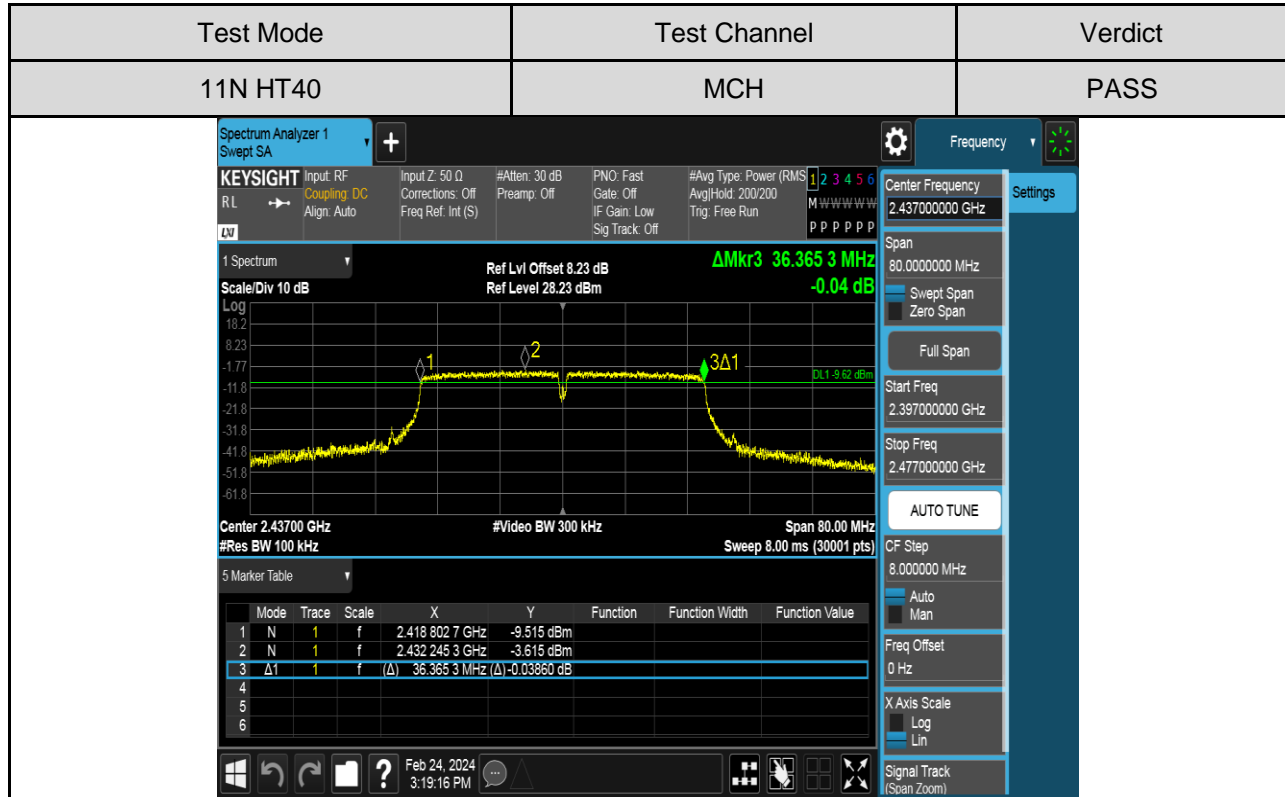 Test Mode Test Channel Verdict
11N HT40 MCH PASS
Spectrum Analyzer 1
Swept SA
+
Frequency
KEYSIGHT Input: RF Input Z: 50 Ω #Atten: 30 dB PNO: Fast #Avg Type: Power (RMS 1 2 3 4 5 6
RL Coupling: DC Corrections: Off Preamp: Off Gate: Off Avg|Hold: 200/200 M W W W W W
Align: Auto Freq Ref: Int (S) IF Gain: Low Trig: Free Run
LXI Sig Track: Off P P P P P P
1 Spectrum
Ref Lvl Offset 8.23 dB ΔMkr3 36.365 3 MHz
Scale/Div 10 dB Ref Level 28.23 dBm -0.04 dB
Log
18.2
8.23
-1.77
-11.8
-21.8
-31.8
-41.8
-51.8
-61.8
1
2
3Δ1
DL1 -9.62 dBm
Center 2.43700 GHz #Video BW 300 kHz Span 80.00 MHz
#Res BW 100 kHz Sweep 8.00 ms (30001 pts)
5 Marker Table
Mode Trace Scale X Y Function Function Width Function Value
1 N 1 f 2.418 802 7 GHz -9.515 dBm
2 N 1 f 2.432 245 3 GHz -3.615 dBm
3 Δ1 1 f (Δ) 36.365 3 MHz (Δ) -0.03860 dB
4
5
6
Feb 24, 2024
3:19:16 PM
?
Center Frequency
2.437000000 GHz
Settings
Span
80.0000000 MHz
Swept Span
Zero Span
Full Span
Start Freq
2.397000000 GHz
Stop Freq
2.477000000 GHz
AUTO TUNE
CF Step
8.000000 MHz
Auto
Man
Freq Offset
0 Hz
X Axis Scale
Log
Lin
Signal Track
(Span Zoom)